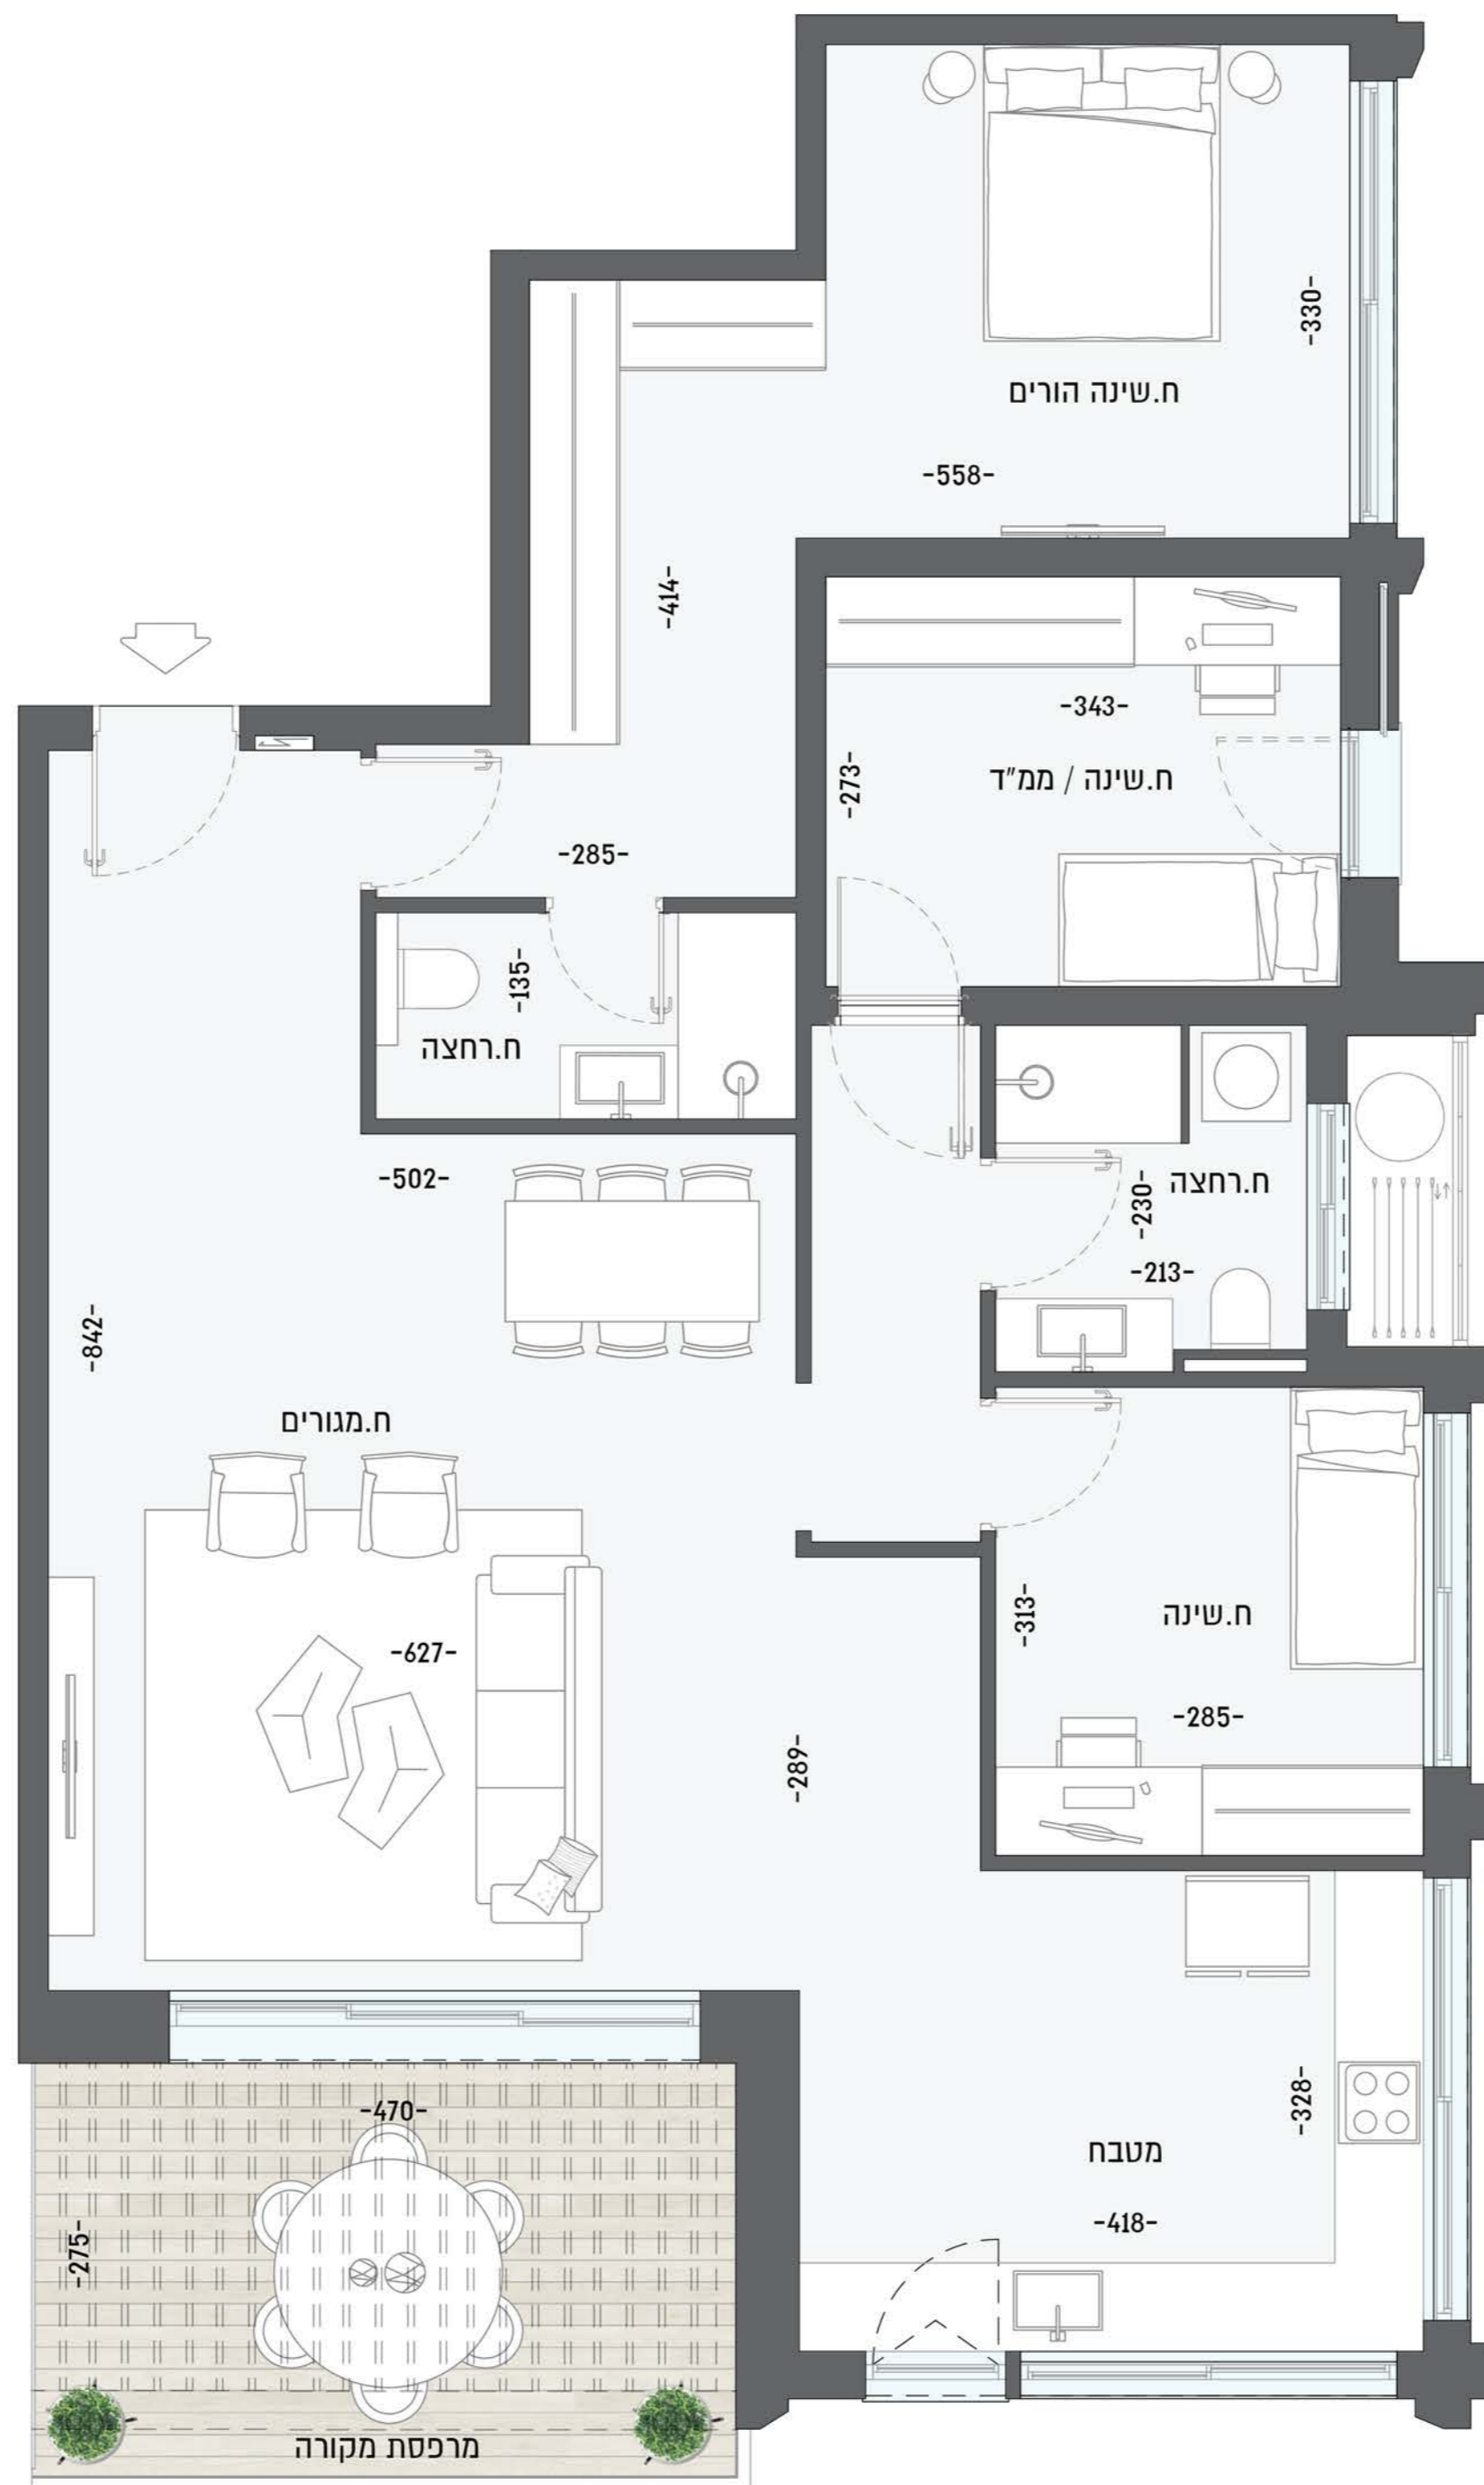 -330-
ח.שינה הורים
-558-
-414-
-343-
-273-
ח.שינה / ממ"ד
-285-
-135-
ח.רחצה
-502-
-230-
ח.רחצה
-213-
-842-
ח.מגורים
-313-
ח.שינה
-627-
-285-
-289-
-328-
-470-
מטבח
-418-
-275-
מרפסת מקורה